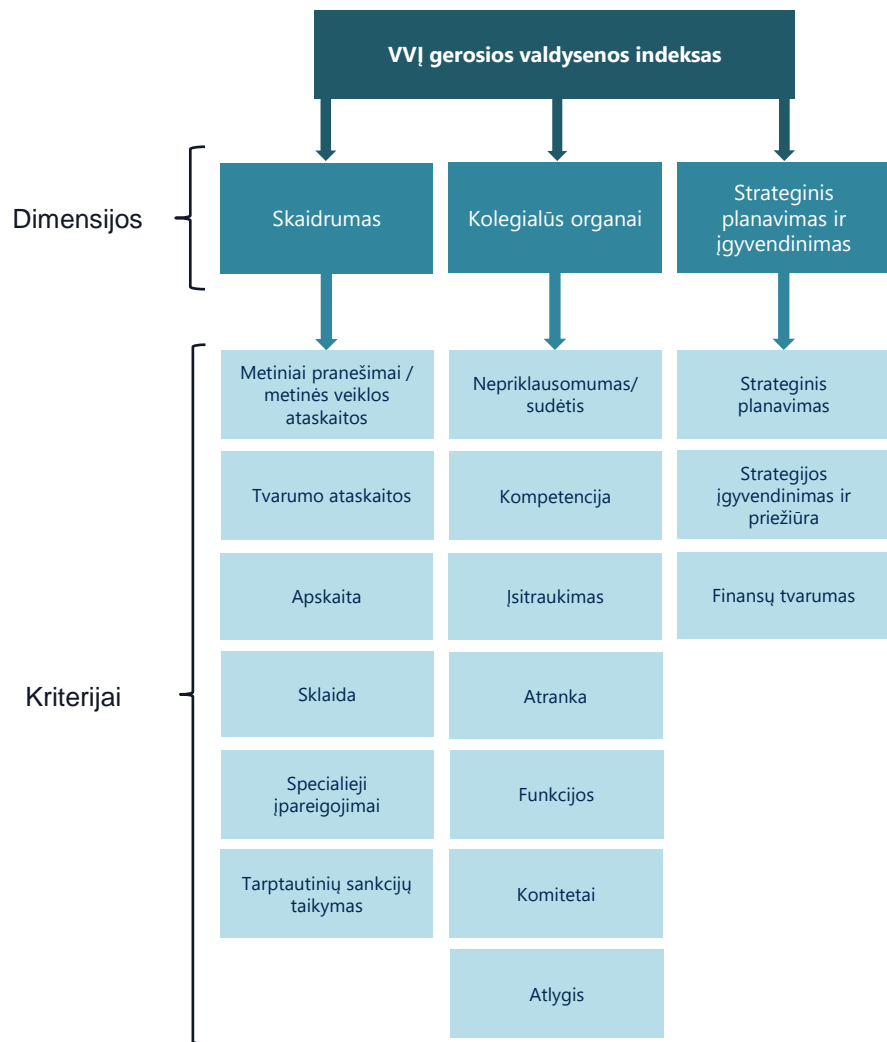 VVĮ gerosios valdysenos indeksas
Dimensijos
Skaidrumas
Kolegialūs organai
Strateginis
planavimas ir
įgyvendinimas
Kriterijai
Metiniai pranešimai /
metinės veiklos
ataskaitos
Tvarumo ataskaitos
Apskaita
Sklaida
Specialieji
įpareigojimai
Tarptautinių sankcijų
taikymas
Nepriklausomumas/
sudėtis
Kompetencija
Įsitraukimas
Atranka
Funkcijos
Komitetai
Atlygis
Strateginis
planavimas
Strategijos
įgyvendinimas ir
priežiūra
Finansų tvarumas